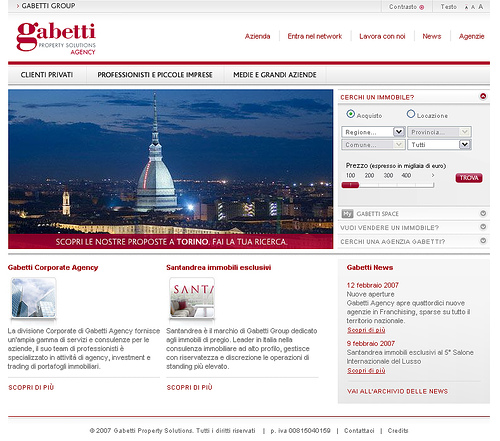 › GABETTI GROUP
Contrasto
Testo A A A
gabetti
PROPERTY SOLUTIONS
AGENCY
Azienda
Entra nel network
Lavora con noi
News
Agenzie
CLIENTI PRIVATI
PROFESSIONISTI E PICCOLE IMPRESE
MEDIE E GRANDI AZIENDE
SCOPRI LE NOSTRE PROPOSTE A TORINO. FAI LA TUA RICERCA.
CERCHI UN IMMOBILE?
Acquisto
Locazione
Regione...
Provincia...
Comune...
Tutti
Prezzo (espresso in migliaia di euro)
100 200 300 400 >
TROVA
My GABETTI SPACE
VUOI VENDERE UN IMMOBILE?
CERCHI UNA AGENZIA GABETTI?
Gabetti Corporate Agency
La divisione Corporate di Gabetti Agency fornisce
un'ampia gamma di servizi e consulenze per le
aziende, il suo team di professionisti è
specializzato in attività di agency, investment e
trading di portafogli immobiliari.
SCOPRI DI PIÙ
Santandrea immobili esclusivi
SANTA
Santandrea è il marchio di Gabetti Group dedicato
agli immobili di pregio. Leader in Italia nella
consulenza immobiliare ad alto profilo, gestisce
con riservatezza e discrezione le operazioni di
standing più elevato.
SCOPRI DI PIÙ
Gabetti News
12 febbraio 2007
Nuove aperture
Gabetti Agency apre quattordici nuove
agenzie in Franchising, sparse su tutto il
territorio nazionale.
Scopri di più
9 febbraio 2007
Santandrea immobili esclusivi al 5° Salone
Internazionale del Lusso
Scopri di più
VAI ALL'ARCHIVIO DELLE NEWS
© 2007 Gabetti Property Solutions. Tutti i diritti riservati | p. iva 00815040159 | Contattaci | Credits